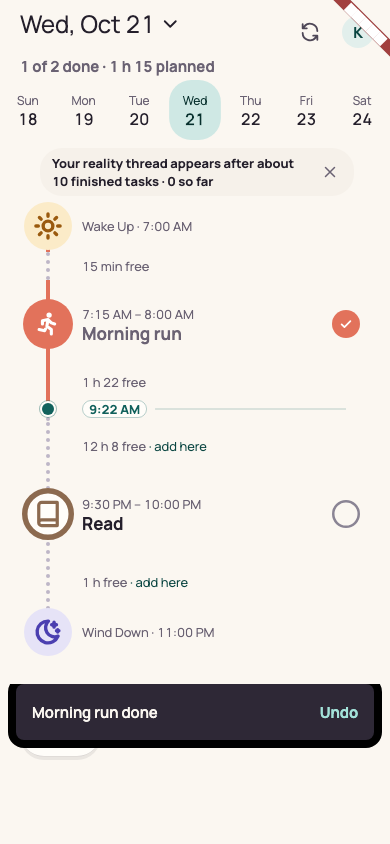 Wed, Oct 21
K
1 of 2 done · 1 h 15 planned
Sun Mon Tue Wed Thu Fri Sat
18 19 20 21 22 23 24
Your reality thread appears after about
10 finished tasks · 0 so far
Wake Up · 7:00 AM
15 min free
7:15 AM – 8:00 AM
Morning run
1 h 22 free
9:22 AM
12 h 8 free · add here
9:30 PM – 10:00 PM
Read
1 h free · add here
Wind Down · 11:00 PM
Morning run done
Undo